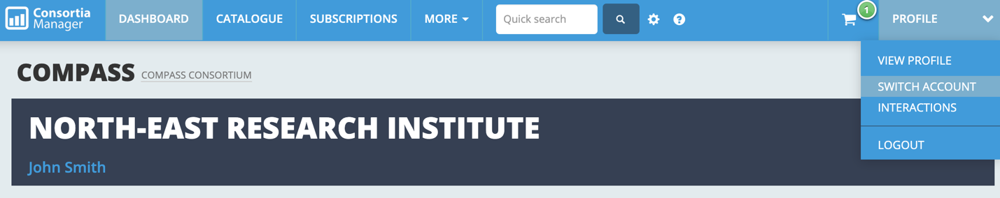 Consortia
Manager
DASHBOARD
CATALOGUE
SUBSCRIPTIONS
MORE
Quick search
1
PROFILE
VIEW PROFILE
SWITCH ACCOUNT
INTERACTIONS
LOGOUT
COMPASS COMPASS CONSORTIUM
NORTH-EAST RESEARCH INSTITUTE
John Smith